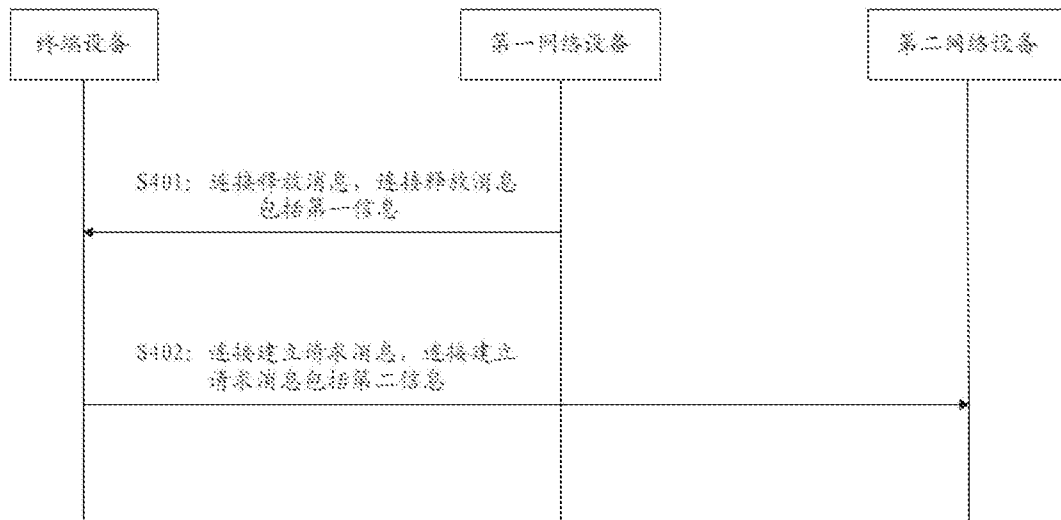 终端设备
第一网络设备
第二网络设备
S401：连接释放消息，连接释放消息
包括第一信息
S402：连接建立请求消息，连接建立
请求消息包括第二信息